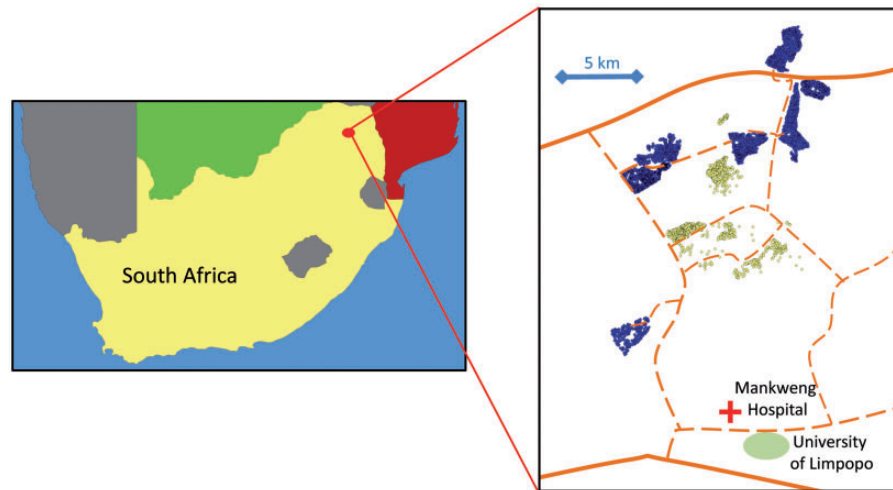 South Africa
5 km
Mankweng
Hospital
University
of Limpopo